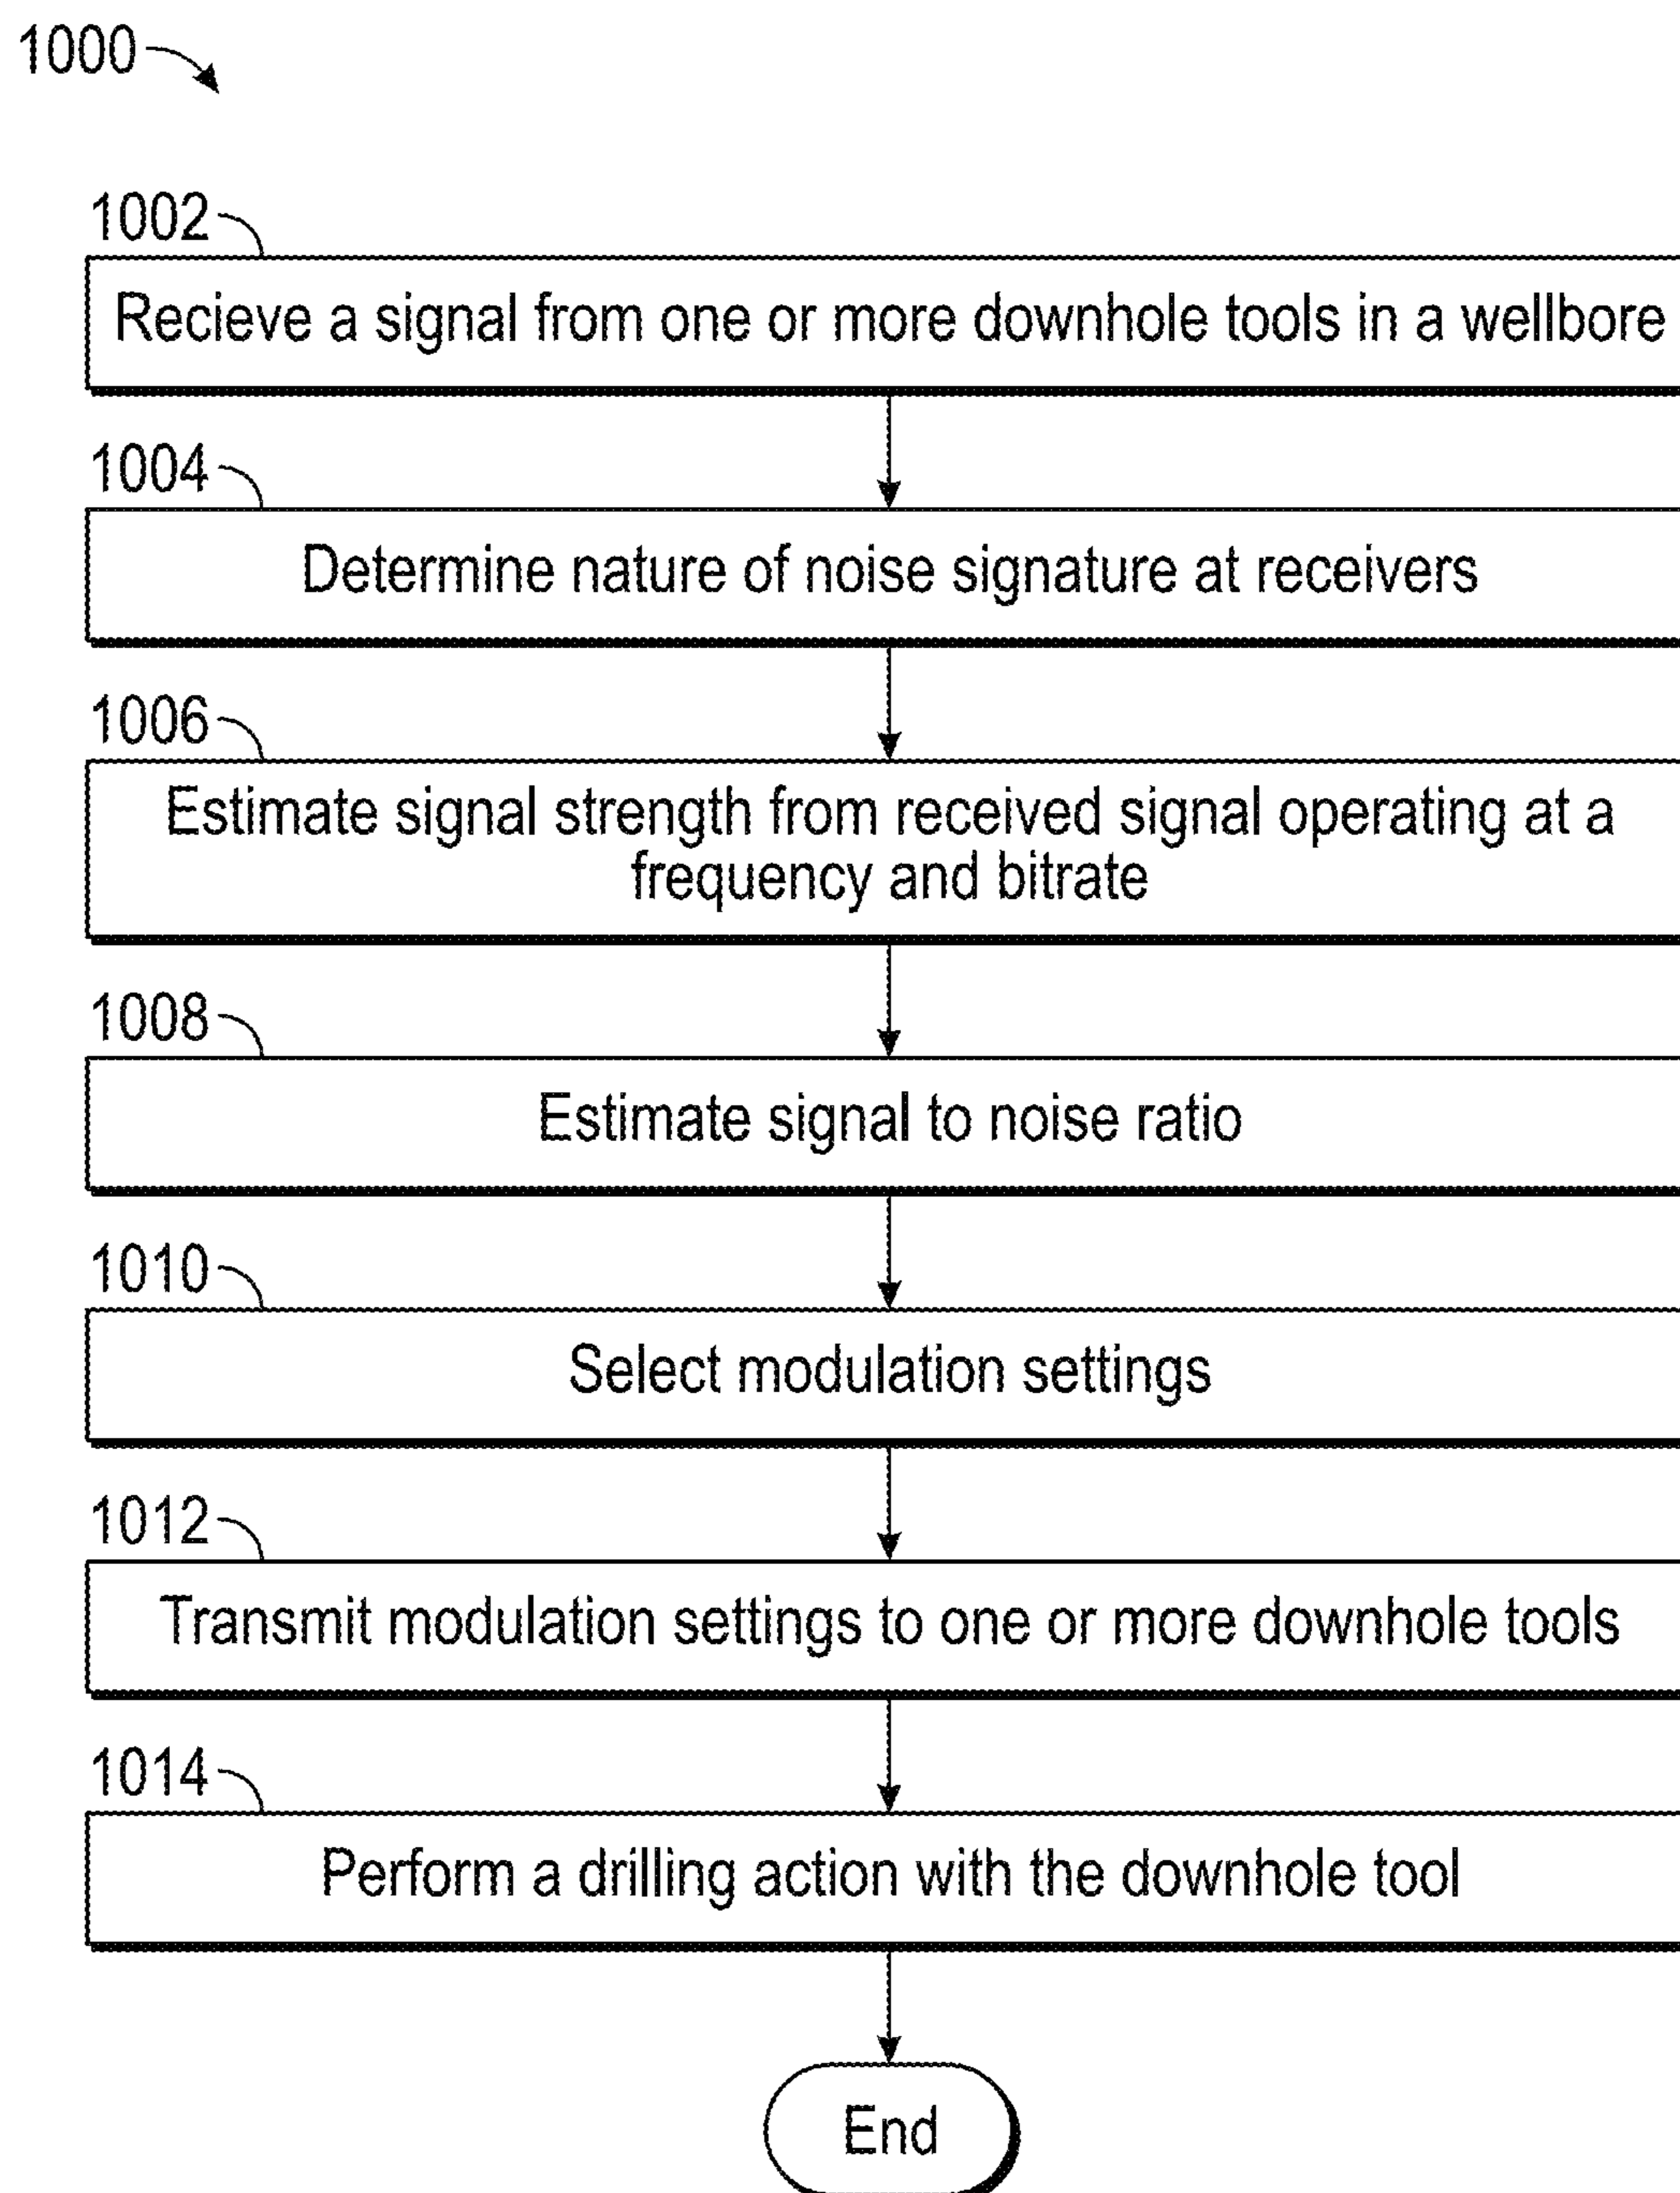 1000
1002
Recieve a signal from one or more downhole tools in a wellbore
1004
Determine nature of noise signature at receivers
1006
Estimate signal strength from received signal operating at a
frequency and bitrate
1008
Estimate signal to noise ratio
1010
Select modulation settings
1012
Transmit modulation settings to one or more downhole tools
1014
Perform a drilling action with the downhole tool
End